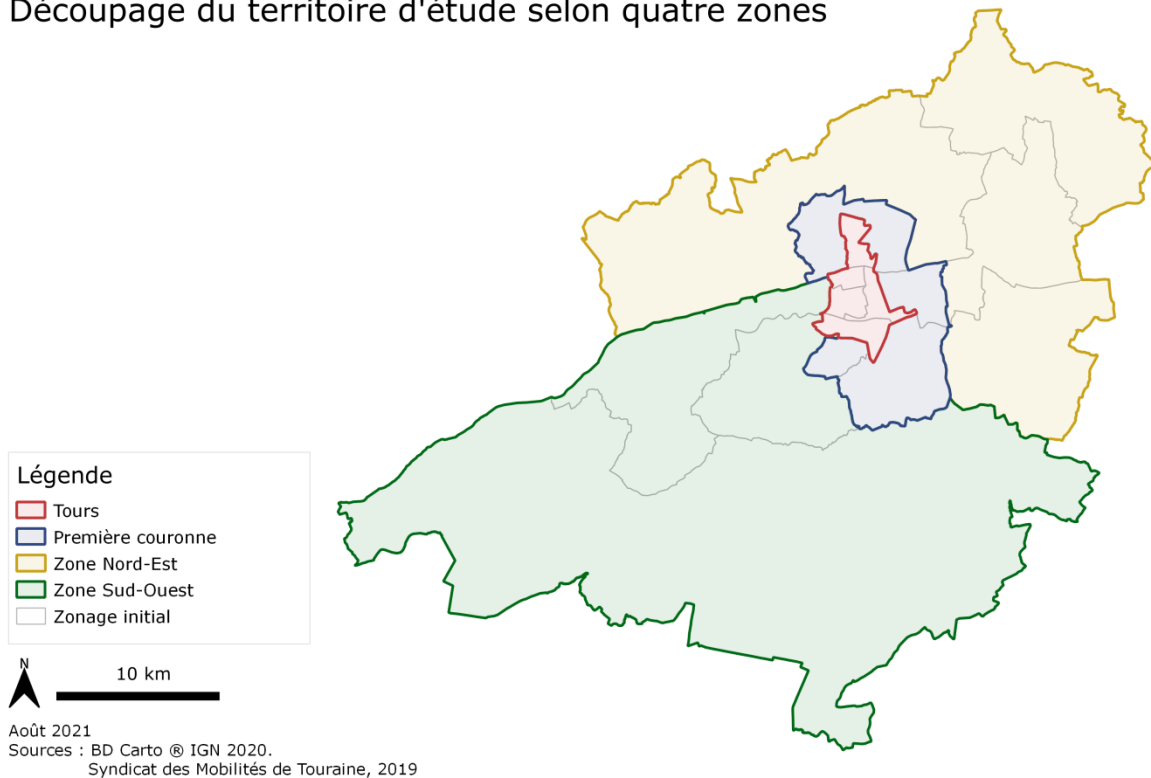 Découpage du territoire d'étude selon quatre zones
Légende
Tours
Première couronne
Zone Nord-Est
Zone Sud-Ouest
Zonage initial
N
10 km
Août 2021
Sources : BD Carto ® IGN 2020.
Syndicat des Mobilités de Touraine, 2019